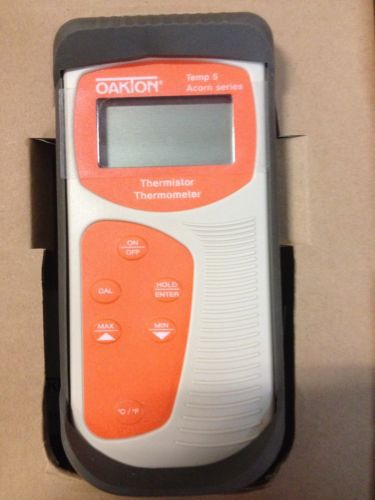 OAKTON®
Temp 5
Acorn series
Thermistor
Thermometer
ON
OFF
CAL
HOLD
ENTER
MAX
MIN
°C / °F